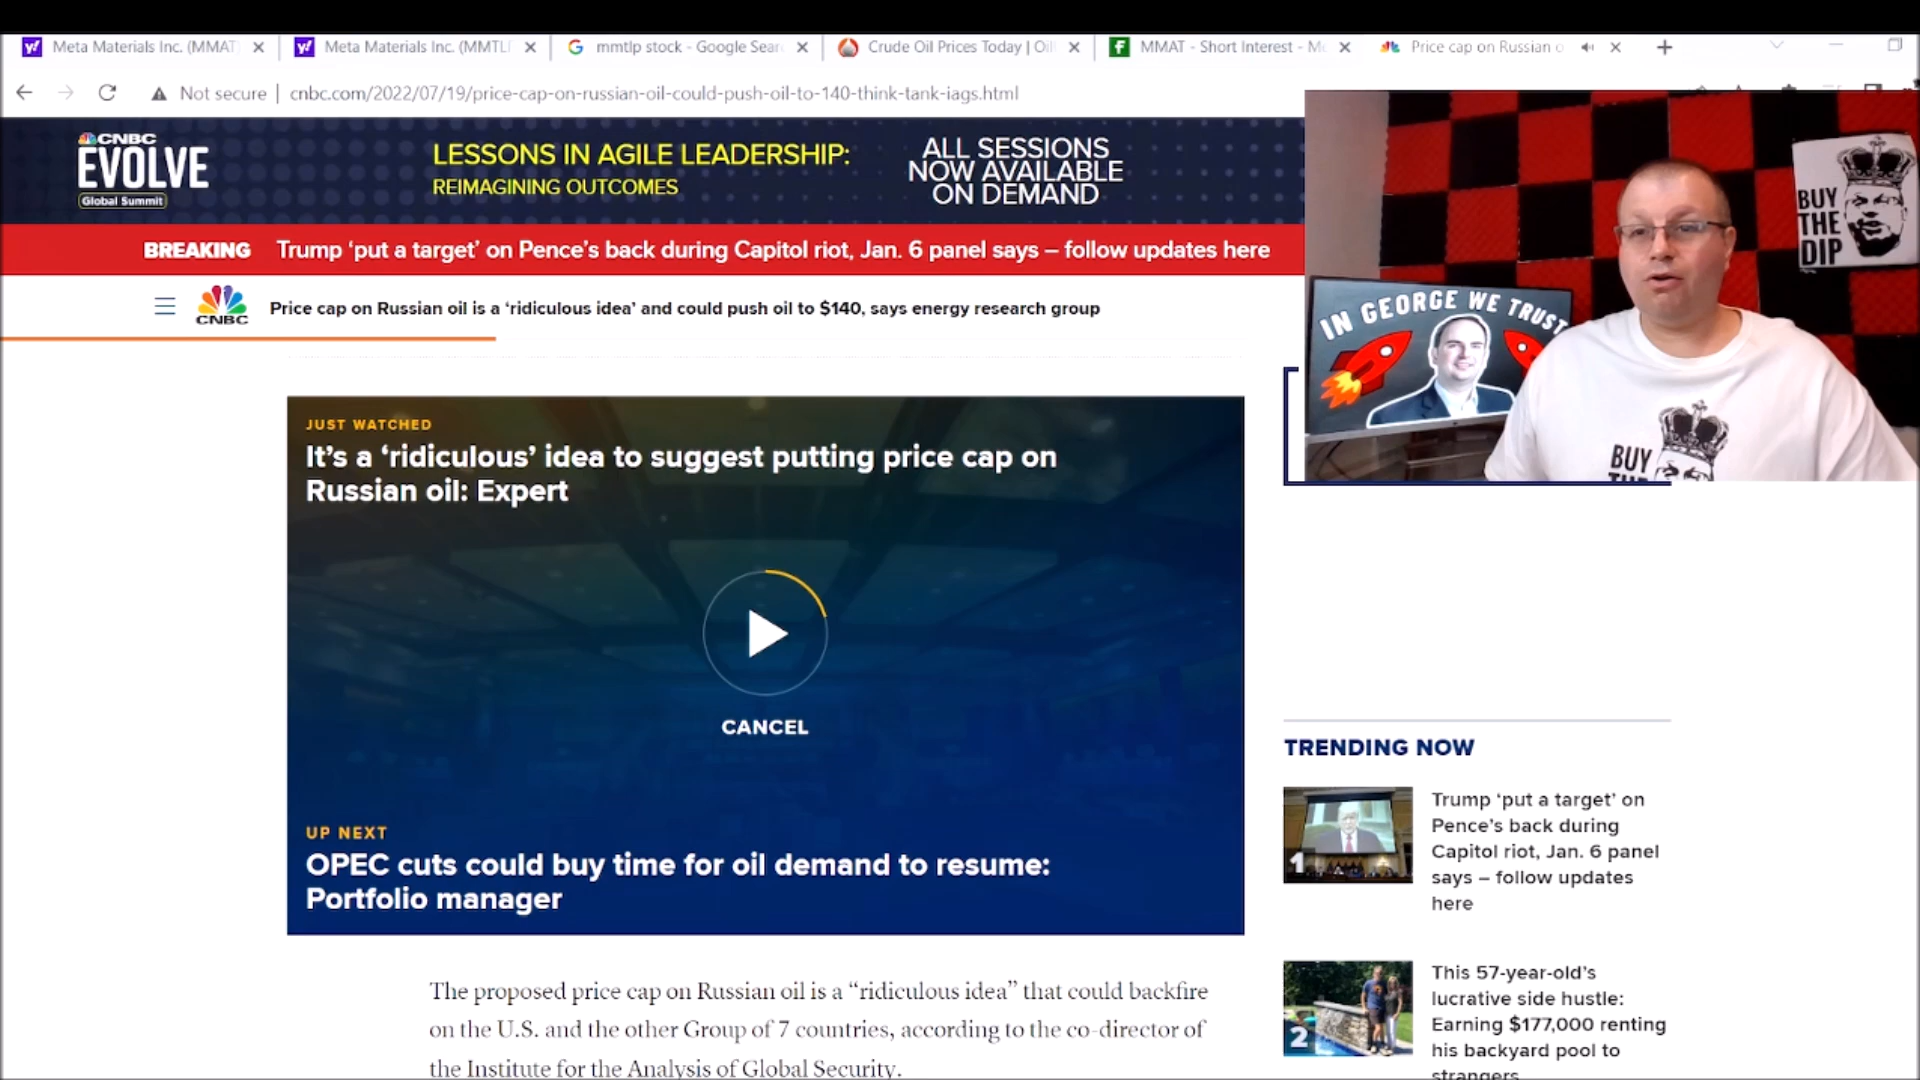 Meta Materials Inc. (MMAT
Meta Materials Inc. (MMTL
mmtlp stock - Google Sear
Crude Oil Prices Today | Oil
MMAT - Short Interest - M
Price cap on Russian o
Not secure | cnbc.com/2022/07/19/price-cap-on-russian-oil-could-push-oil-to-140-think-tank-iags.html
CNBC
EVOLVE
Global Summit
LESSONS IN AGILE LEADERSHIP:
REIMAGINING OUTCOMES
ALL SESSIONS
NOW AVAILABLE
ON DEMAND
BREAKING Trump ‘put a target’ on Pence’s back during Capitol riot, Jan. 6 panel says – follow updates here
CNBC
Price cap on Russian oil is a ‘ridiculous idea’ and could push oil to $140, says energy research group
BUY
THE
DIP
IN GEORGE WE TRUST
BUY
THE
JUST WATCHED
It’s a ‘ridiculous’ idea to suggest putting price cap on
Russian oil: Expert
CANCEL
UP NEXT
OPEC cuts could buy time for oil demand to resume:
Portfolio manager
The proposed price cap on Russian oil is a “ridiculous idea” that could backfire
on the U.S. and the other Group of 7 countries, according to the co-director of
the Institute for the Analysis of Global Security.
TRENDING NOW
1
Trump ‘put a target’ on
Pence’s back during
Capitol riot, Jan. 6 panel
says – follow updates
here
2
This 57-year-old’s
lucrative side hustle:
Earning $177,000 renting
his backyard pool to
strangers